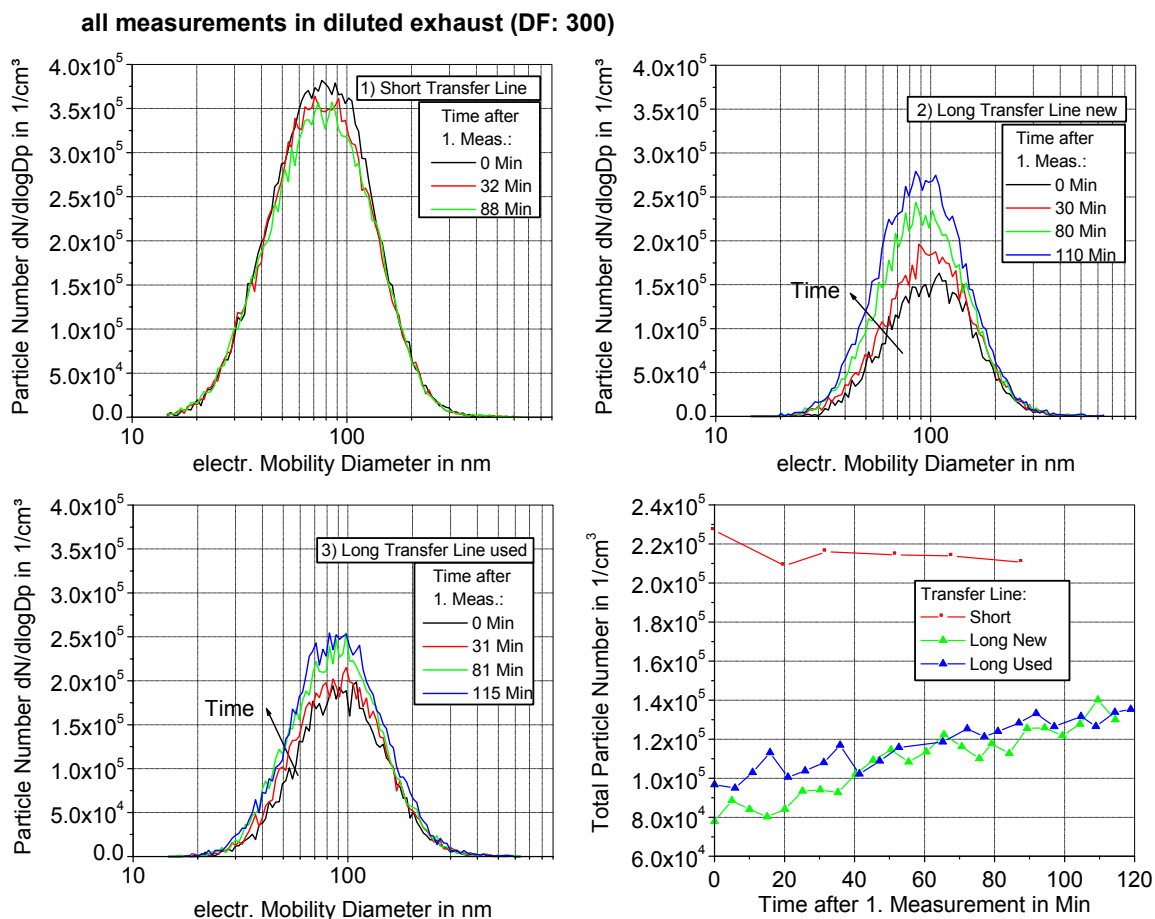 all measurements in diluted exhaust (DF: 300)
Particle Number dN/dlogDp in 1/cm³
4.0x10⁵
3.5x10⁵
3.0x10⁵
2.5x10⁵
2.0x10⁵
1.5x10⁵
1.0x10⁵
5.0x10⁴
0.0
1) Short Transfer Line
Time after
1. Meas.:
0 Min
32 Min
88 Min
10
100
electr. Mobility Diameter in nm
Particle Number dN/dlogDp in 1/cm³
4.0x10⁵
3.5x10⁵
3.0x10⁵
2.5x10⁵
2.0x10⁵
1.5x10⁵
1.0x10⁵
5.0x10⁴
0.0
2) Long Transfer Line new
Time after
1. Meas.:
0 Min
30 Min
80 Min
110 Min
Time
10
100
electr. Mobility Diameter in nm
Particle Number dN/dlogDp in 1/cm³
4.0x10⁵
3.5x10⁵
3.0x10⁵
2.5x10⁵
2.0x10⁵
1.5x10⁵
1.0x10⁵
5.0x10⁴
0.0
3) Long Transfer Line used
Time after
1. Meas.:
0 Min
31 Min
81 Min
115 Min
Time
10
100
electr. Mobility Diameter in nm
Total Particle Number in 1/cm³
2.4x10⁵
2.2x10⁵
2.0x10⁵
1.8x10⁵
1.6x10⁵
1.4x10⁵
1.2x10⁵
1.0x10⁵
8.0x10⁴
6.0x10⁴
Transfer Line:
Short
Long New
Long Used
0 20 40 60 80 100 120
Time after 1. Measurement in Min